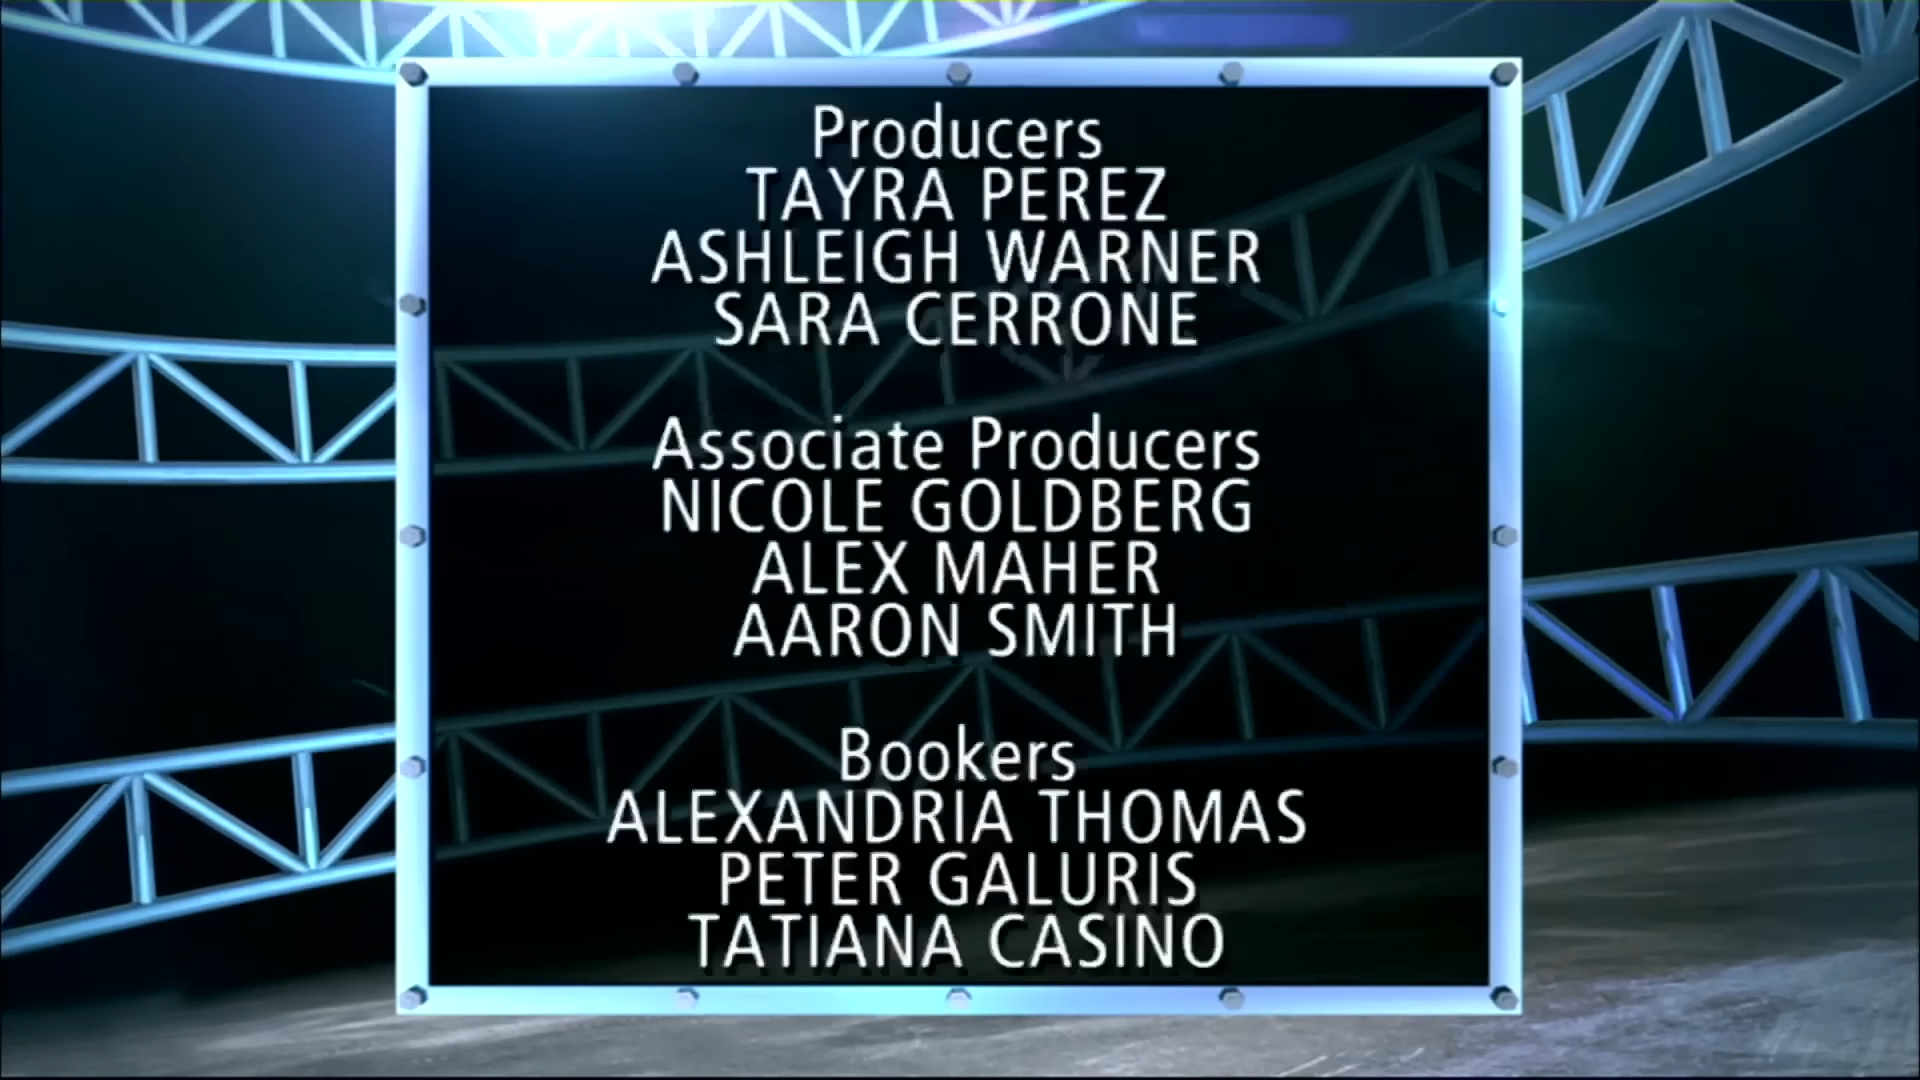 Producers
TAYRA PEREZ
ASHLEIGH WARNER
SARA CERRONE
Associate Producers
NICOLE GOLDBERG
ALEX MAHER
AARON SMITH
Bookers
ALEXANDRIA THOMAS
PETER GALURIS
TATIANA CASINO